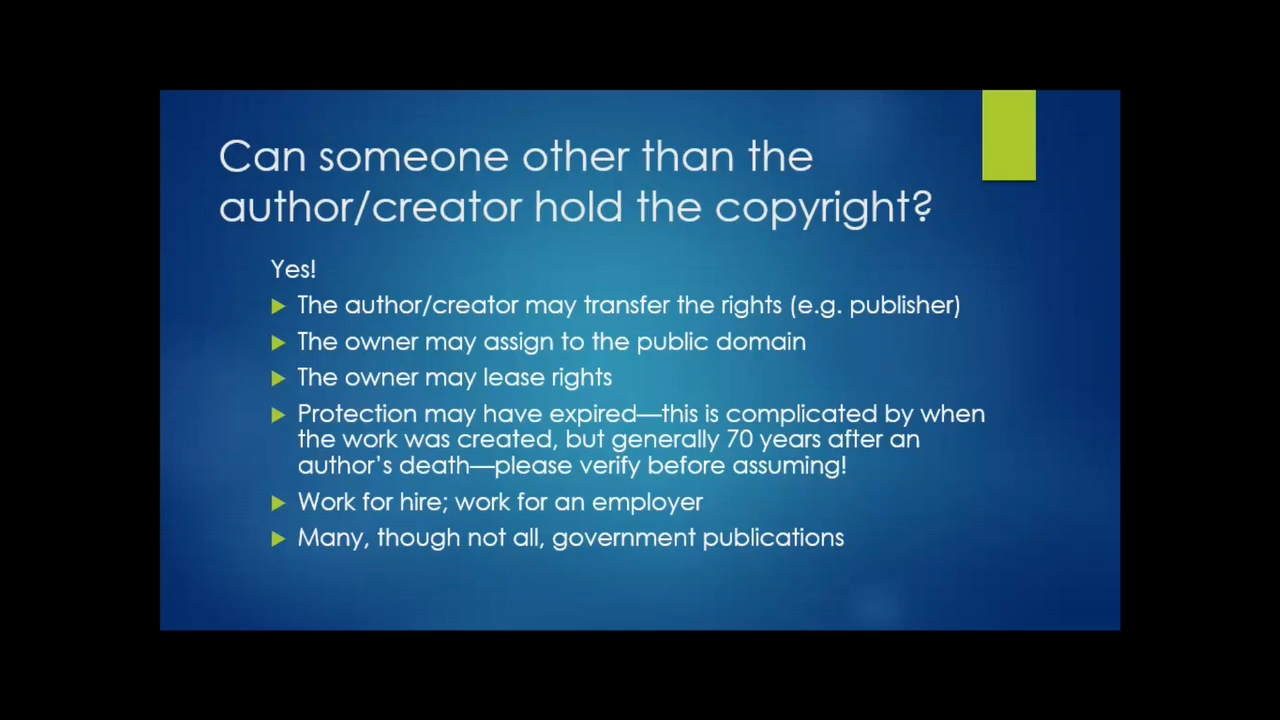 Can someone other than the
author/creator hold the copyright?
Yes!
The author/creator may transfer the rights (e.g. publisher)
The owner may assign to the public domain
The owner may lease rights
Protection may have expired—this is complicated by when
the work was created, but generally 70 years after an
author's death—please verify before assuming!
Work for hire; work for an employer
Many, though not all, government publications